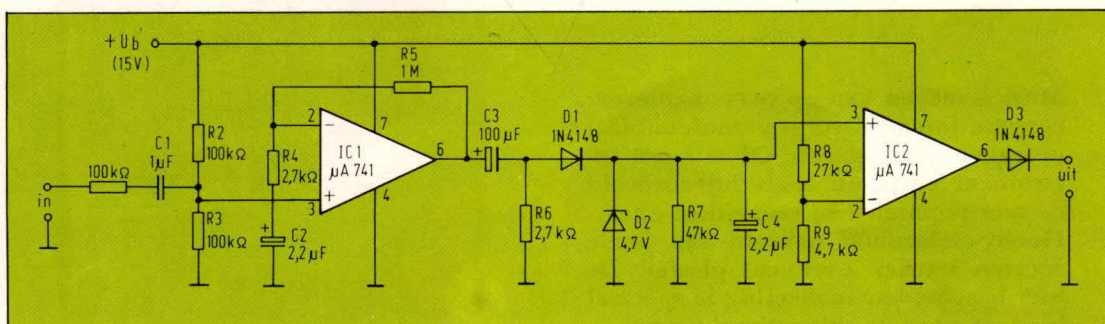 +Ub
(15V)
in
100kΩ
C1
1µF
R2
100kΩ
R3
100kΩ
R4
2,7kΩ
C2
2,2µF
R5
1M
2
-
IC1
µA 741
+
3
7
6
4
C3
+
100µF
R6
2,7kΩ
D1
1N4148
D2
4,7V
R7
47kΩ
C4
2,2µF
R8
27kΩ
R9
4,7kΩ
3
+
IC2
µA 741
2
-
7
6
4
D3
1N4148
uit